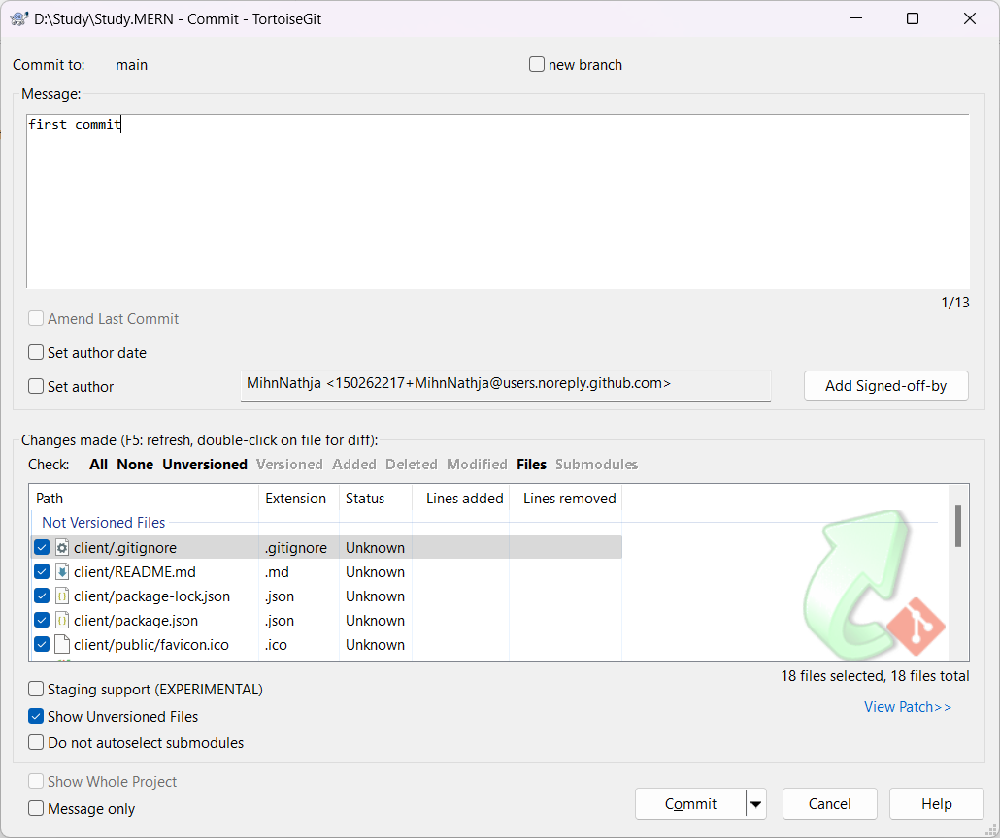 D:\Study\Study.MERN - Commit - TortoiseGit
Commit to: main new branch
Message:
first commit
1/13
Amend Last Commit
Set author date
Set author MihnNathja <150262217+MihnNathja@users.noreply.github.com> Add Signed-off-by
Changes made (F5: refresh, double-click on file for diff):
Check: All None Unversioned Versioned Added Deleted Modified Files Submodules
Path Extension Status Lines added Lines removed
Not Versioned Files
client/.gitignore .gitignore Unknown
client/README.md .md Unknown
client/package-lock.json .json Unknown
client/package.json .json Unknown
client/public/favicon.ico .ico Unknown
18 files selected, 18 files total
Staging support (EXPERIMENTAL)
View Patch>>
Show Unversioned Files
Do not autoselect submodules
Show Whole Project
Message only
Commit Cancel Help